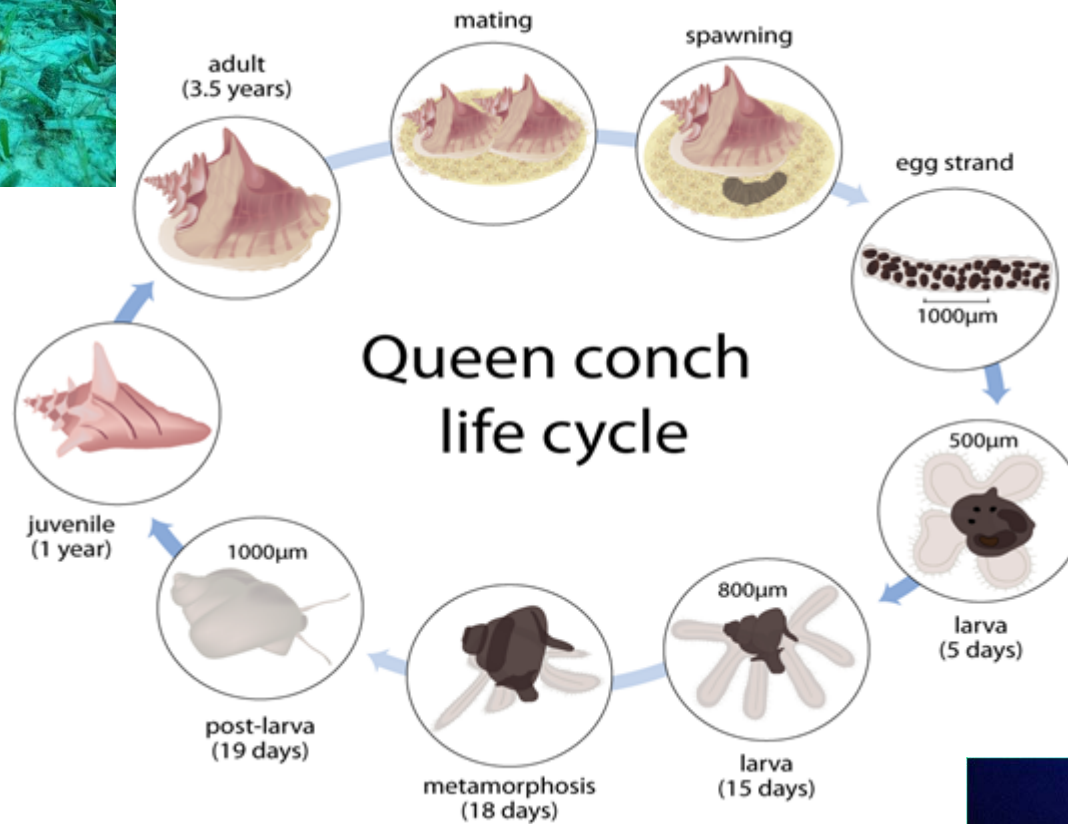 Queen conch
life cycle
mating
spawning
egg strand
1000µm
500µm
larva
(5 days)
800µm
larva
(15 days)
metamorphosis
(18 days)
1000µm
post-larva
(19 days)
juvenile
(1 year)
adult
(3.5 years)